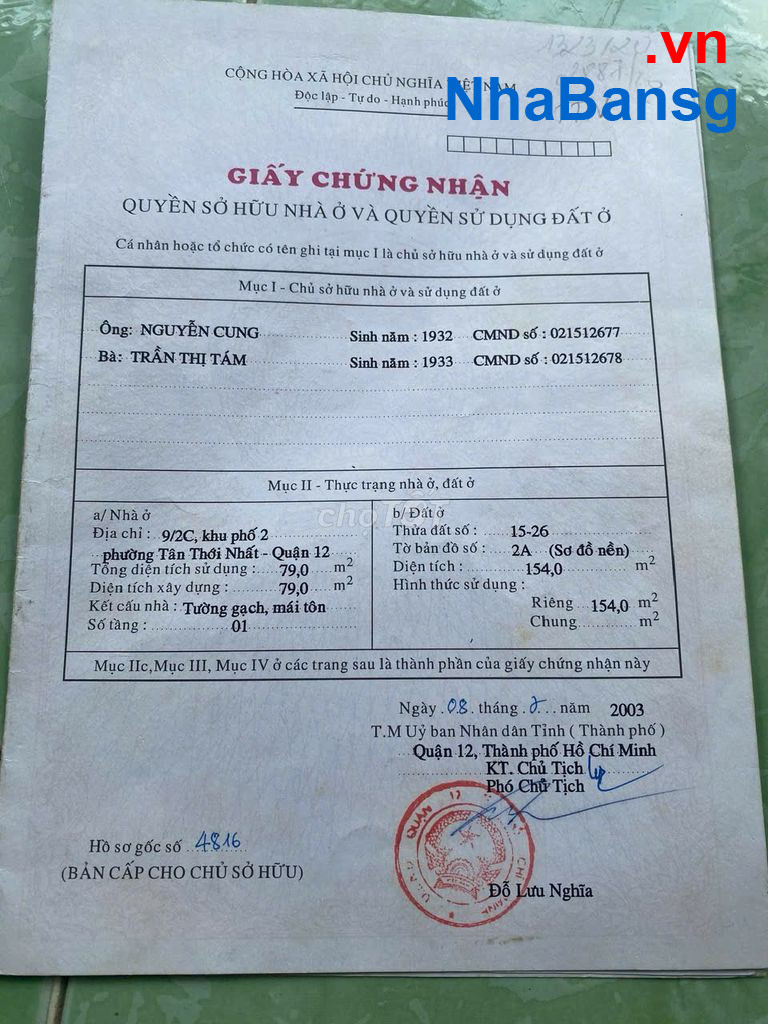 .vn
NhaBansg
CỘNG HÒA XÃ HỘI CHỦ NGHĨA VIỆT NAM
Độc lập - Tự do - Hạnh phúc
GIẤY CHỨNG NHẬN
QUYỀN SỞ HỮU NHÀ Ở VÀ QUYỀN SỬ DỤNG ĐẤT Ở
Cá nhân hoặc tổ chức có tên ghi tại mục I là chủ sở hữu nhà ở và sử dụng đất ở
Mục I - Chủ sở hữu nhà ở và sử dụng đất ở
Ông: NGUYỄN CUNG Sinh năm : 1932 CMND số : 021512677
Bà: TRẦN THỊ TÁM Sinh năm : 1933 CMND số : 021512678
Mục II - Thực trạng nhà ở, đất ở
a/ Nhà ở
Địa chỉ : 9/2C, khu phố 2
phường Tân Thới Nhất - Quận 12
Tổng diện tích sử dụng : 79,0 m2
Diện tích xây dựng : 79,0 m2
Kết cấu nhà : Tường gạch, mái tôn
Số tầng : 01
b/ Đất ở
Thửa đất số : 15-26
Tờ bản đồ số : 2A (Sơ đồ nền)
Diện tích : 154,0 m2
Hình thức sử dụng :
Riêng 154,0 m2
Chung m2
chợTốt
Mục IIc, Mục III, Mục IV ở các trang sau là thành phần của giấy chứng nhận này
Ngày 08 tháng 7 năm 2003
T.M Uỷ ban Nhân dân Tỉnh ( Thành phố )
Quận 12, Thành phố Hồ Chí Minh
KT. Chủ Tịch
Phó Chủ Tịch
QUẬN 12
Đỗ Lưu Nghĩa
Hồ sơ gốc số 4816
(BẢN CẤP CHO CHỦ SỞ HỮU)